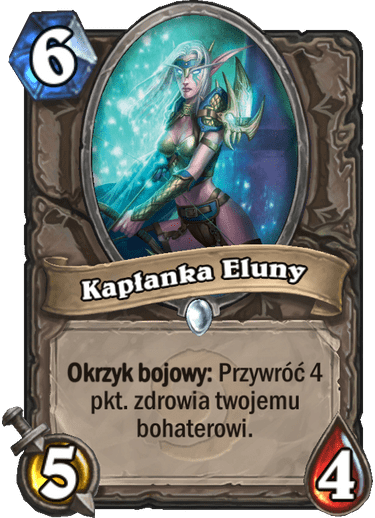 6
Kapłanka Eluny
Okrzyk bojowy: Przywróć 4
pkt. zdrowia twojemu
bohaterowi.
5
4